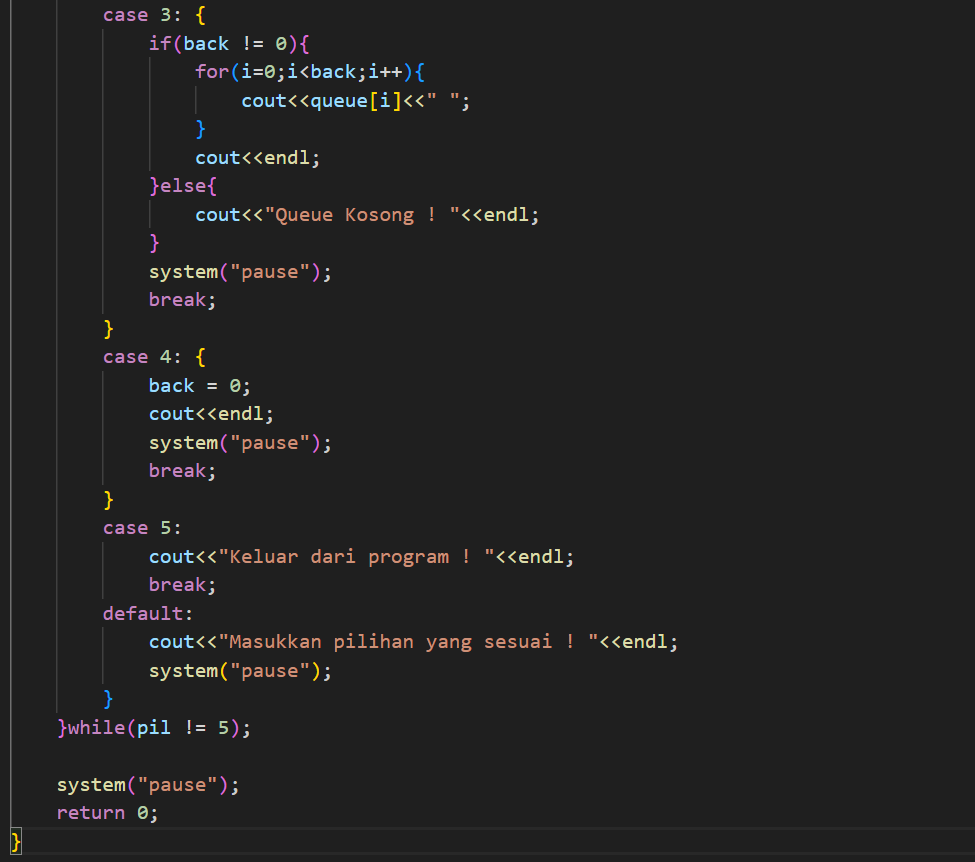 case 3: {
            if(back != 0){
                for(i=0;i<back;i++){
                    cout<<queue[i]<<" ";
                }
                cout<<endl;
            }else{
                cout<<"Queue Kosong ! "<<endl;
            }
            system("pause");
            break;
        }
        case 4: {
            back = 0;
            cout<<endl;
            system("pause");
            break;
        }
        case 5:
            cout<<"Keluar dari program ! "<<endl;
            break;
        default:
            cout<<"Masukkan pilihan yang sesuai ! "<<endl;
            system("pause");
        }
    }while(pil != 5);

    system("pause");
    return 0;
}